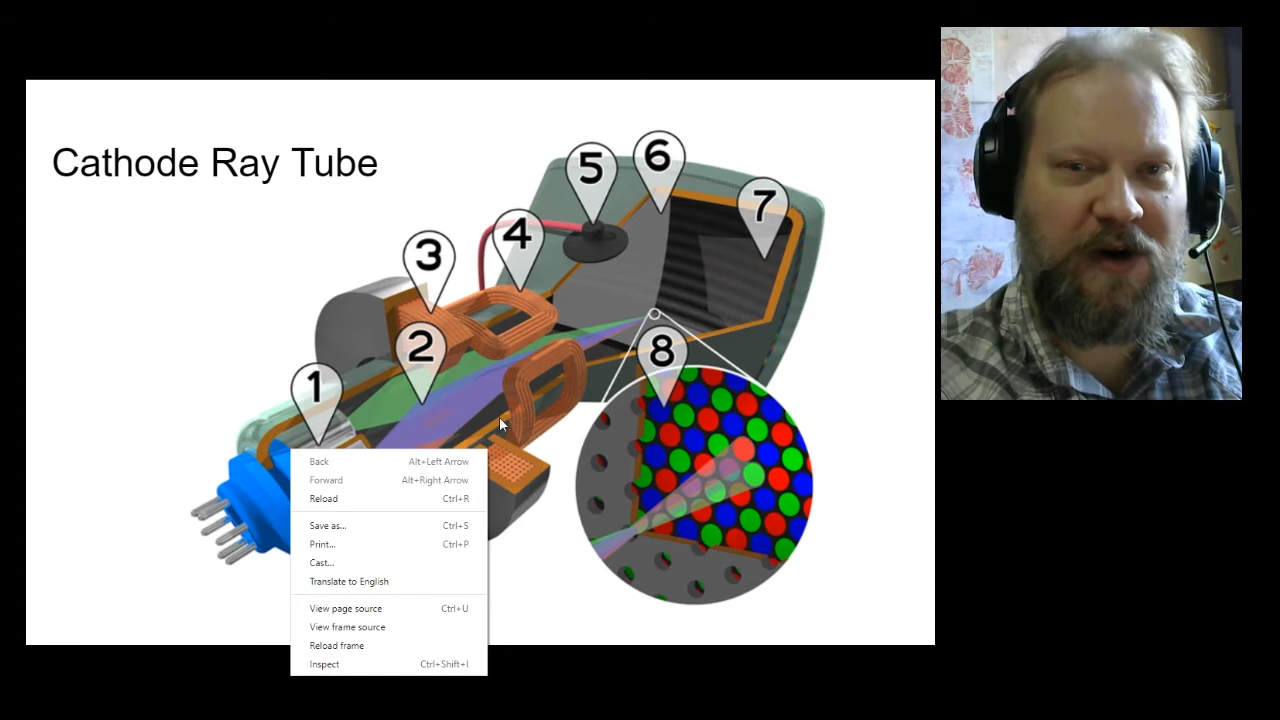 Cathode Ray Tube
1
2
3
4
5
6
7
8
Back Alt+Left Arrow
Forward Alt+Right Arrow
Reload Ctrl+R
Save as... Ctrl+S
Print... Ctrl+P
Cast...
Translate to English
View page source Ctrl+U
View frame source
Reload frame
Inspect Ctrl+Shift+I